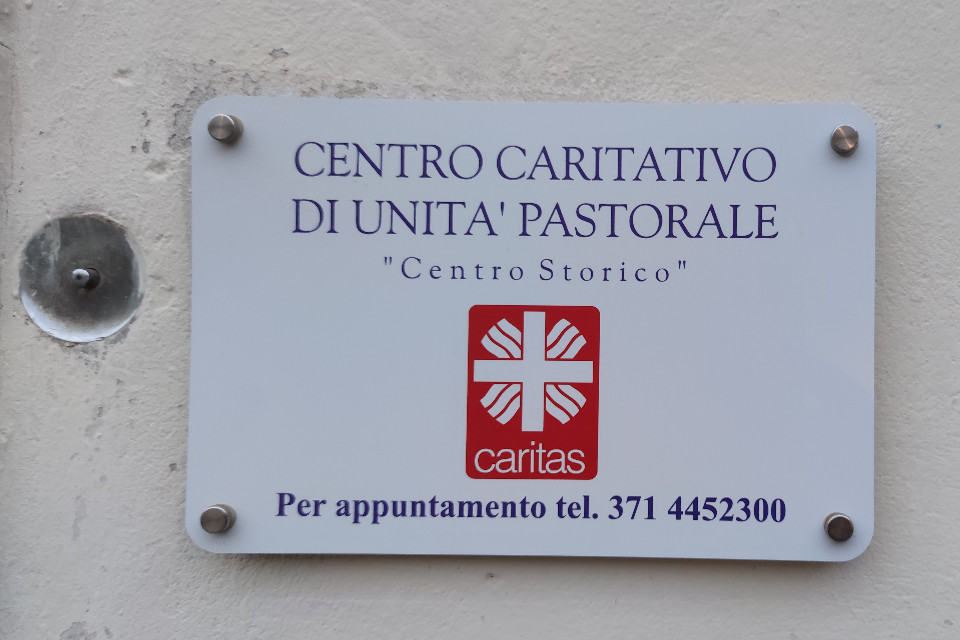 CENTRO CARITATIVO
DI UNITA' PASTORALE
"Centro Storico"
caritas
Per appuntamento tel. 371 4452300